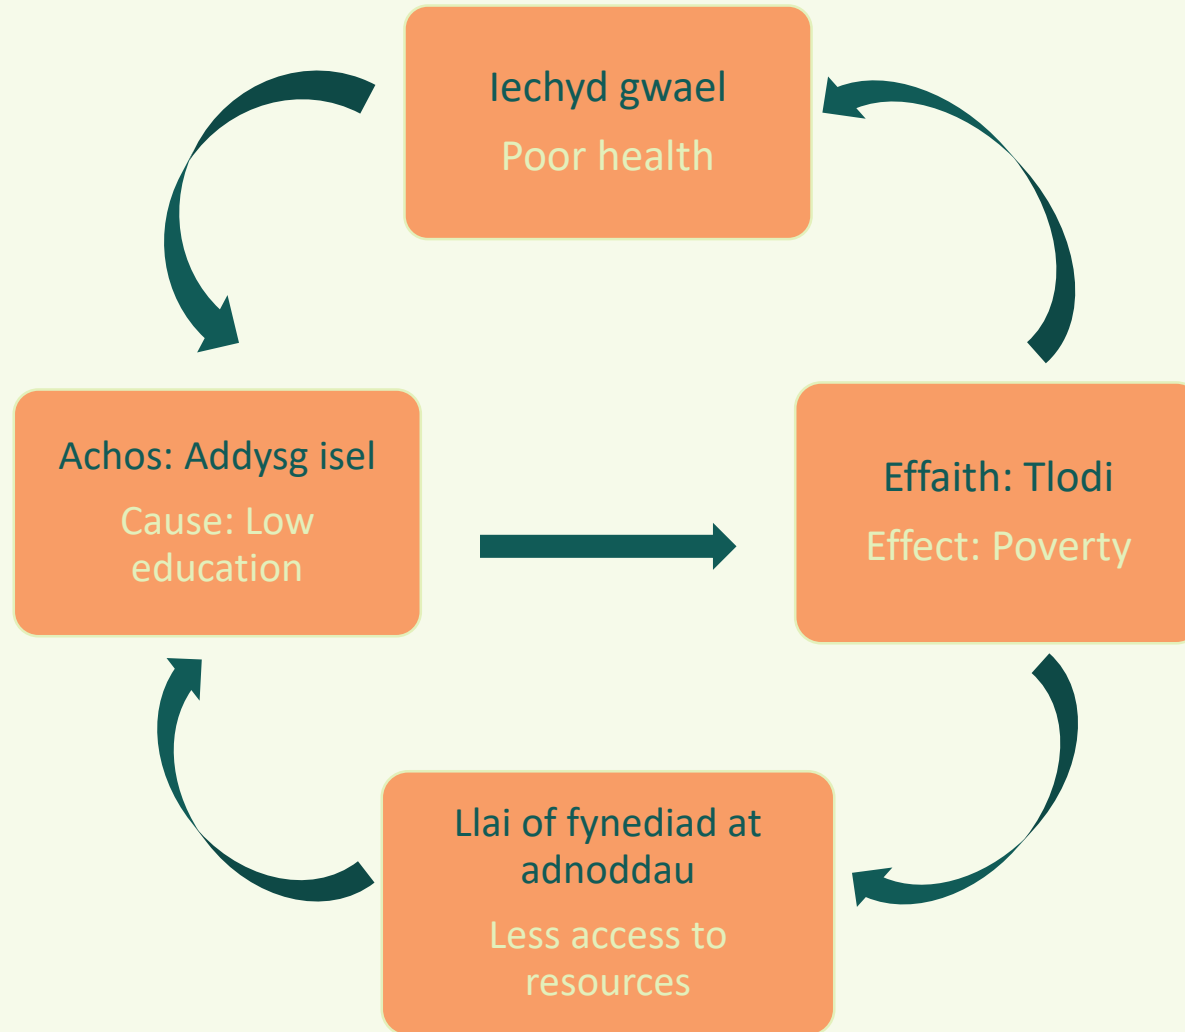 Iechyd gwael
Poor health
Achos: Addysg isel
Cause: Low
education
Effaith: Tlodi
Effect: Poverty
Llai of fynediad at
adnoddau
Less access to
resources